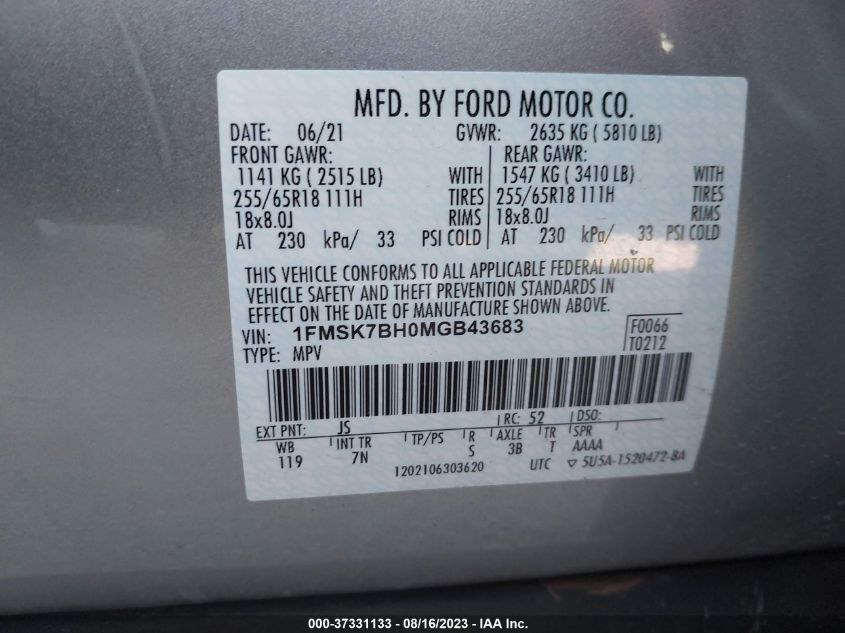 MFD. BY FORD MOTOR CO.
DATE: 06/21 GVWR: 2635 KG ( 5810 LB)
FRONT GAWR: REAR GAWR:
1141 KG ( 2515 LB) WITH 1547 KG ( 3410 LB) WITH
255/65R18 111H TIRES 255/65R18 111H TIRES
18x8.0J RIMS 18x8.0J RIMS
AT 230 kPa/ 33 PSI COLD AT 230 kPa/ 33 PSI COLD
THIS VEHICLE CONFORMS TO ALL APPLICABLE FEDERAL MOTOR
VEHICLE SAFETY AND THEFT PREVENTION STANDARDS IN
EFFECT ON THE DATE OF MANUFACTURE SHOWN ABOVE.
VIN: 1FMSK7BH0MGB43683 F0066
TYPE: MPV T0212
EXT PNT: JS RC: 52 DSO:
WB INT TR TP/PS R AXLE TR SPR
119 7N S 3B T AAAA
1202106303620 UTC ▽ 5U5A-1520472-BA
000-37331133 - 08/16/2023 - IAA Inc.